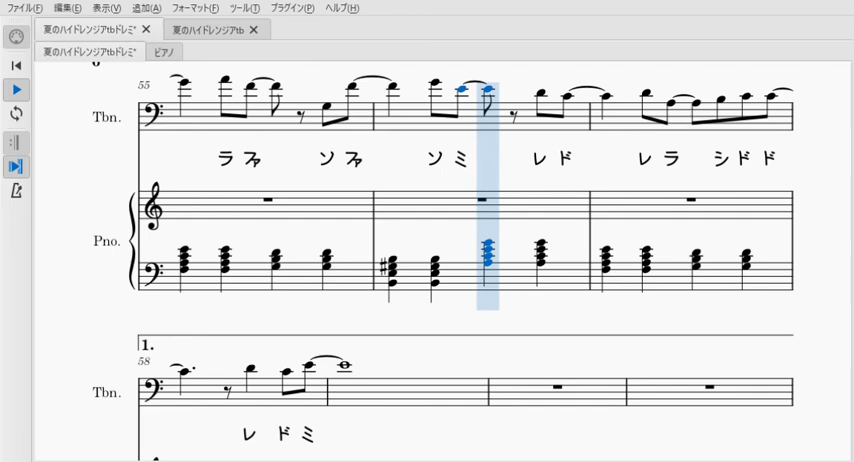 ファイル(F) 編集(E) 表示(V) 追加(A) フォーマット(F) ツール(T) プラグイン(P) ヘルプ(H)
夏のハイドレンジアtbドレミ* 夏のハイドレンジアtb
夏のハイドレンジアtbドレミ* ピアノ
55
Tbn.
ラ ファ ソ ファ ソ ミ レ ド レ ラ シ ド ド
Pno.
1.
58
Tbn.
レ ド ミ